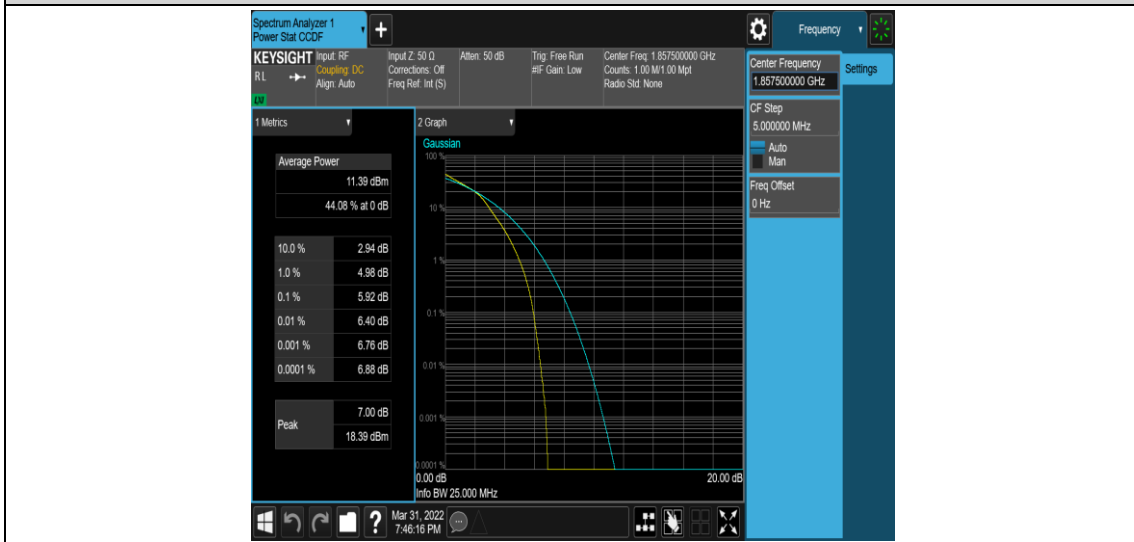 Spectrum Analyzer 1
Power Stat CCDF
+
Frequency
KEYSIGHT
RL
LXI
Input: RF
Coupling: DC
Align: Auto
Input Z: 50 Ω
Corrections: Off
Freq Ref: Int (S)
Atten: 50 dB
Trig: Free Run
#IF Gain: Low
Center Freq: 1.857500000 GHz
Counts: 1.00 M/1.00 Mpt
Radio Std: None
Center Frequency
1.857500000 GHz
Settings
CF Step
5.000000 MHz
Auto
Man
Freq Offset
0 Hz
1 Metrics
Average Power
11.39 dBm
44.08 % at 0 dB
10.0 % 2.94 dB
1.0 % 4.98 dB
0.1 % 5.92 dB
0.01 % 6.40 dB
0.001 % 6.76 dB
0.0001 % 6.88 dB
Peak
7.00 dB
18.39 dBm
2 Graph
Gaussian
100 %
10 %
1 %
0.1 %
0.01 %
0.001 %
0.0001 %
0.00 dB 20.00 dB
Info BW 25.000 MHz
?
Mar 31, 2022
7:46:16 PM